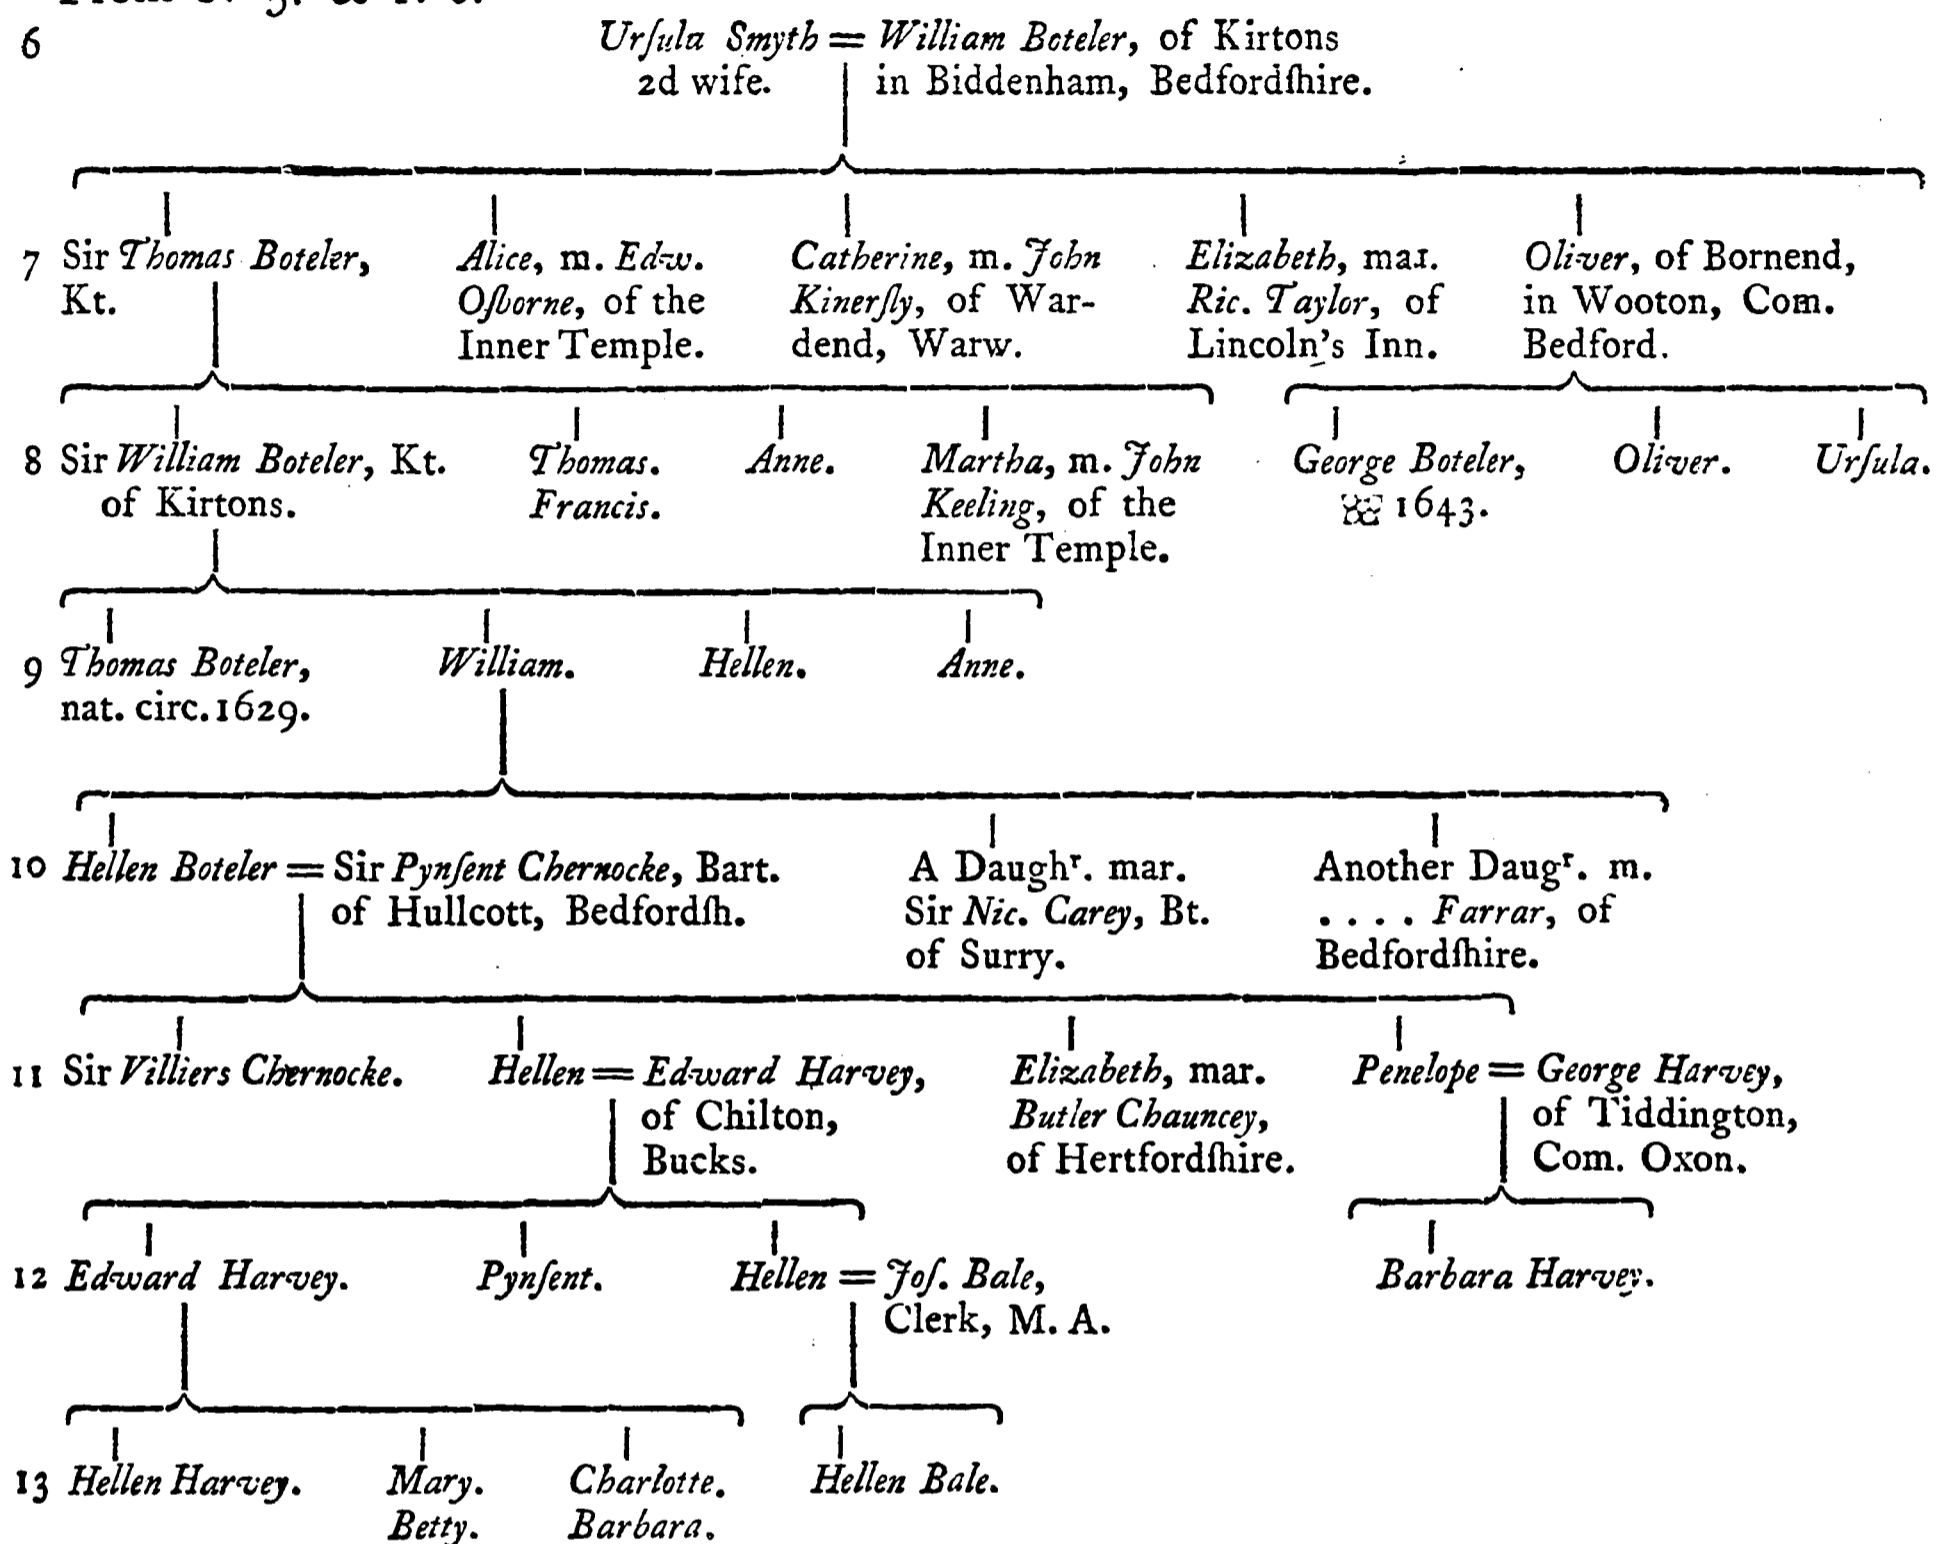 6
Urſula Smyth = William Boteler, of Kirtons
2d wife. in Biddenham, Bedfordſhire.
7 Sir Thomas Boteler, Alice, m. Edw. Catherine, m. John Elizabeth, mar. Oliver, of Bornend,
Kt. Oſborne, of the Kinerſly, of War- Ric. Taylor, of in Wooton, Com.
Inner Temple. dend, Warw. Lincoln's Inn. Bedford.
8 Sir William Boteler, Kt. Thomas. Anne. Martha, m. John George Boteler, Oliver. Urſula.
of Kirtons. Francis. Keeling, of the 1643.
Inner Temple.
9 Thomas Boteler, William. Hellen. Anne.
nat. circ. 1629.
10 Hellen Boteler = Sir Pynſent Chernocke, Bart. A Daughʳ. mar. Another Daugʳ. m.
of Hullcott, Bedfordſh. Sir Nic. Carey, Bt. . . . . Farrar, of
of Surry. Bedfordſhire.
11 Sir Villiers Chernocke. Hellen = Edward Harvey, Elizabeth, mar. Penelope = George Harvey,
of Chilton, Butler Chauncey, of Tiddington,
Bucks. of Hertfordſhire. Com. Oxon.
12 Edward Harvey. Pynſent. Hellen = Joſ. Bale, Barbara Harvey.
Clerk, M. A.
13 Hellen Harvey. Mary. Charlotte. Hellen Bale.
Betty. Barbara.